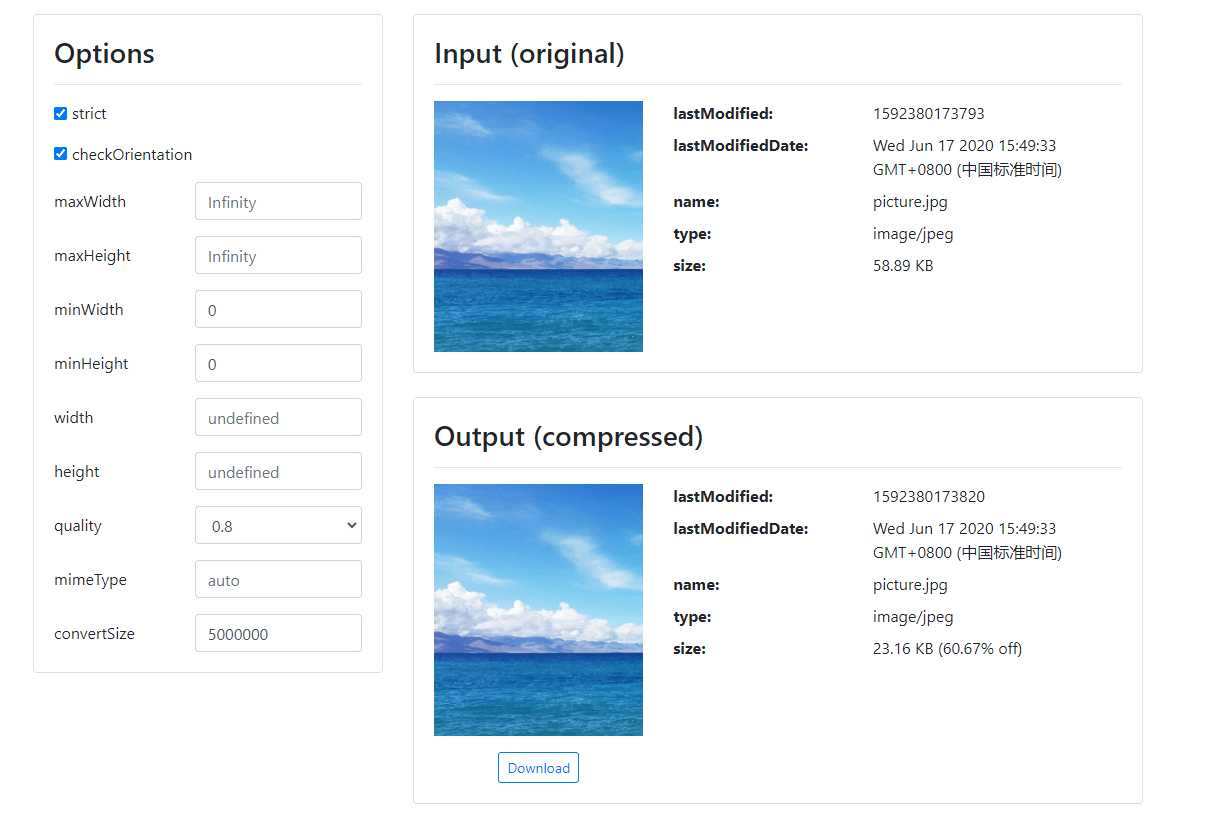 Options
strict
checkOrientation
maxWidth Infinity
maxHeight Infinity
minWidth 0
minHeight 0
width undefined
height undefined
quality 0.8
mimeType auto
convertSize 5000000
Input (original)
lastModified: 1592380173793
lastModifiedDate: Wed Jun 17 2020 15:49:33
GMT+0800 (中国标准时间)
name: picture.jpg
type: image/jpeg
size: 58.89 KB
Output (compressed)
lastModified: 1592380173820
lastModifiedDate: Wed Jun 17 2020 15:49:33
GMT+0800 (中国标准时间)
name: picture.jpg
type: image/jpeg
size: 23.16 KB (60.67% off)
Download